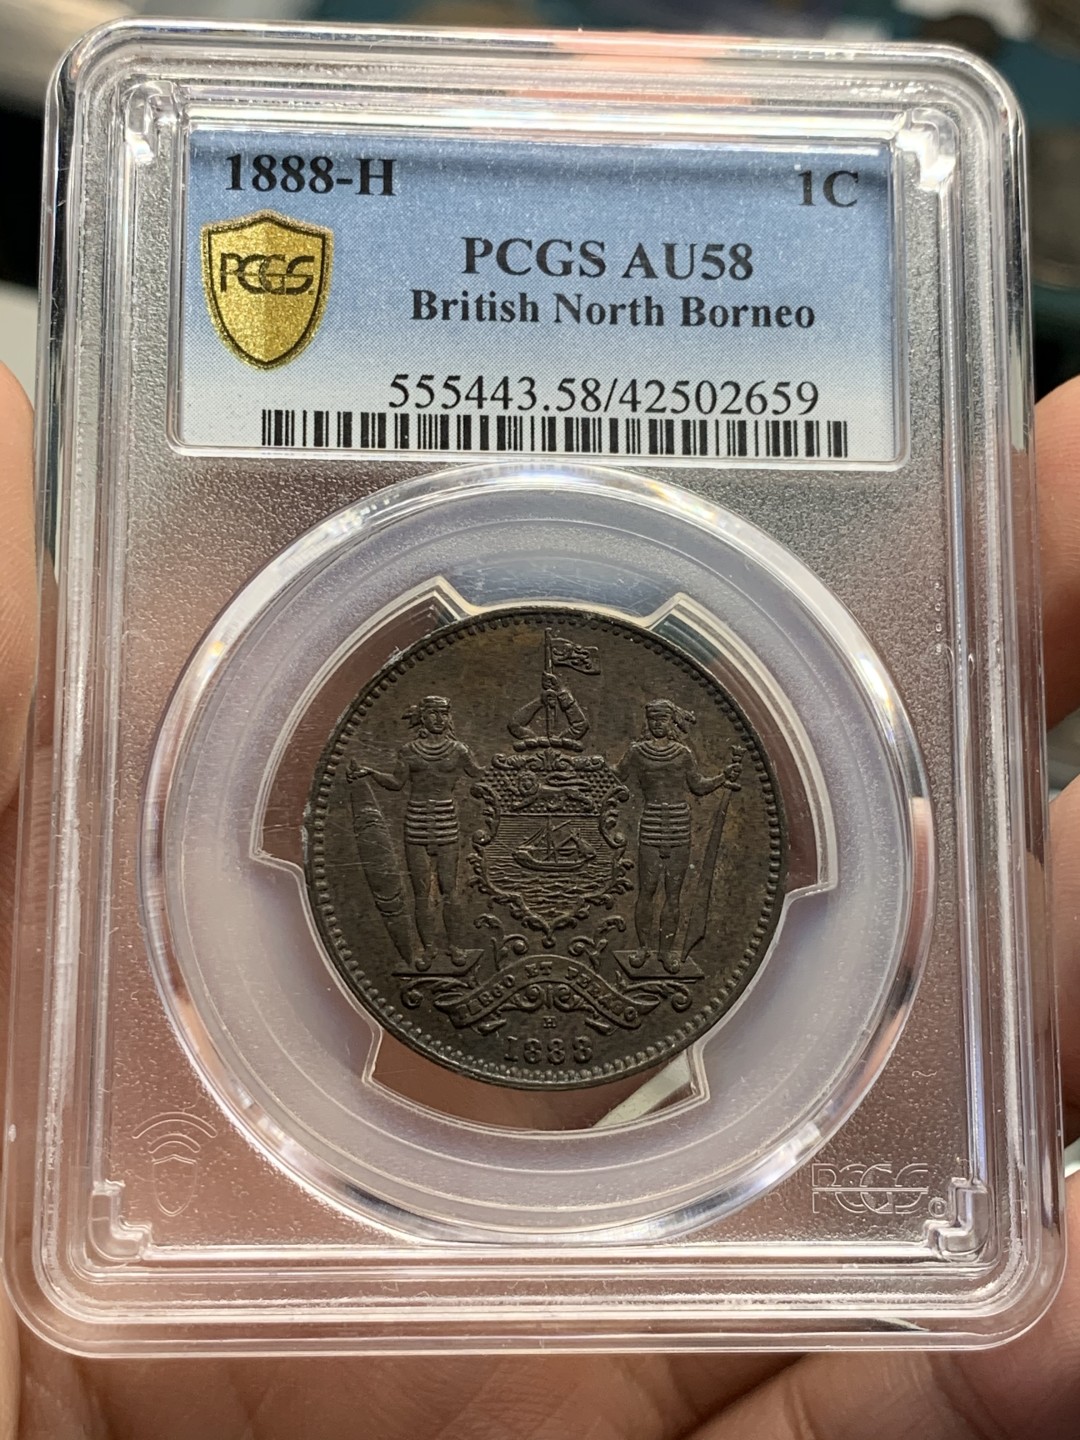 1888-H 1C
PCGS
PCGS AU58
British North Borneo
555443.58/42502659
PERGO ET PERAGO
H
1888
PCGS